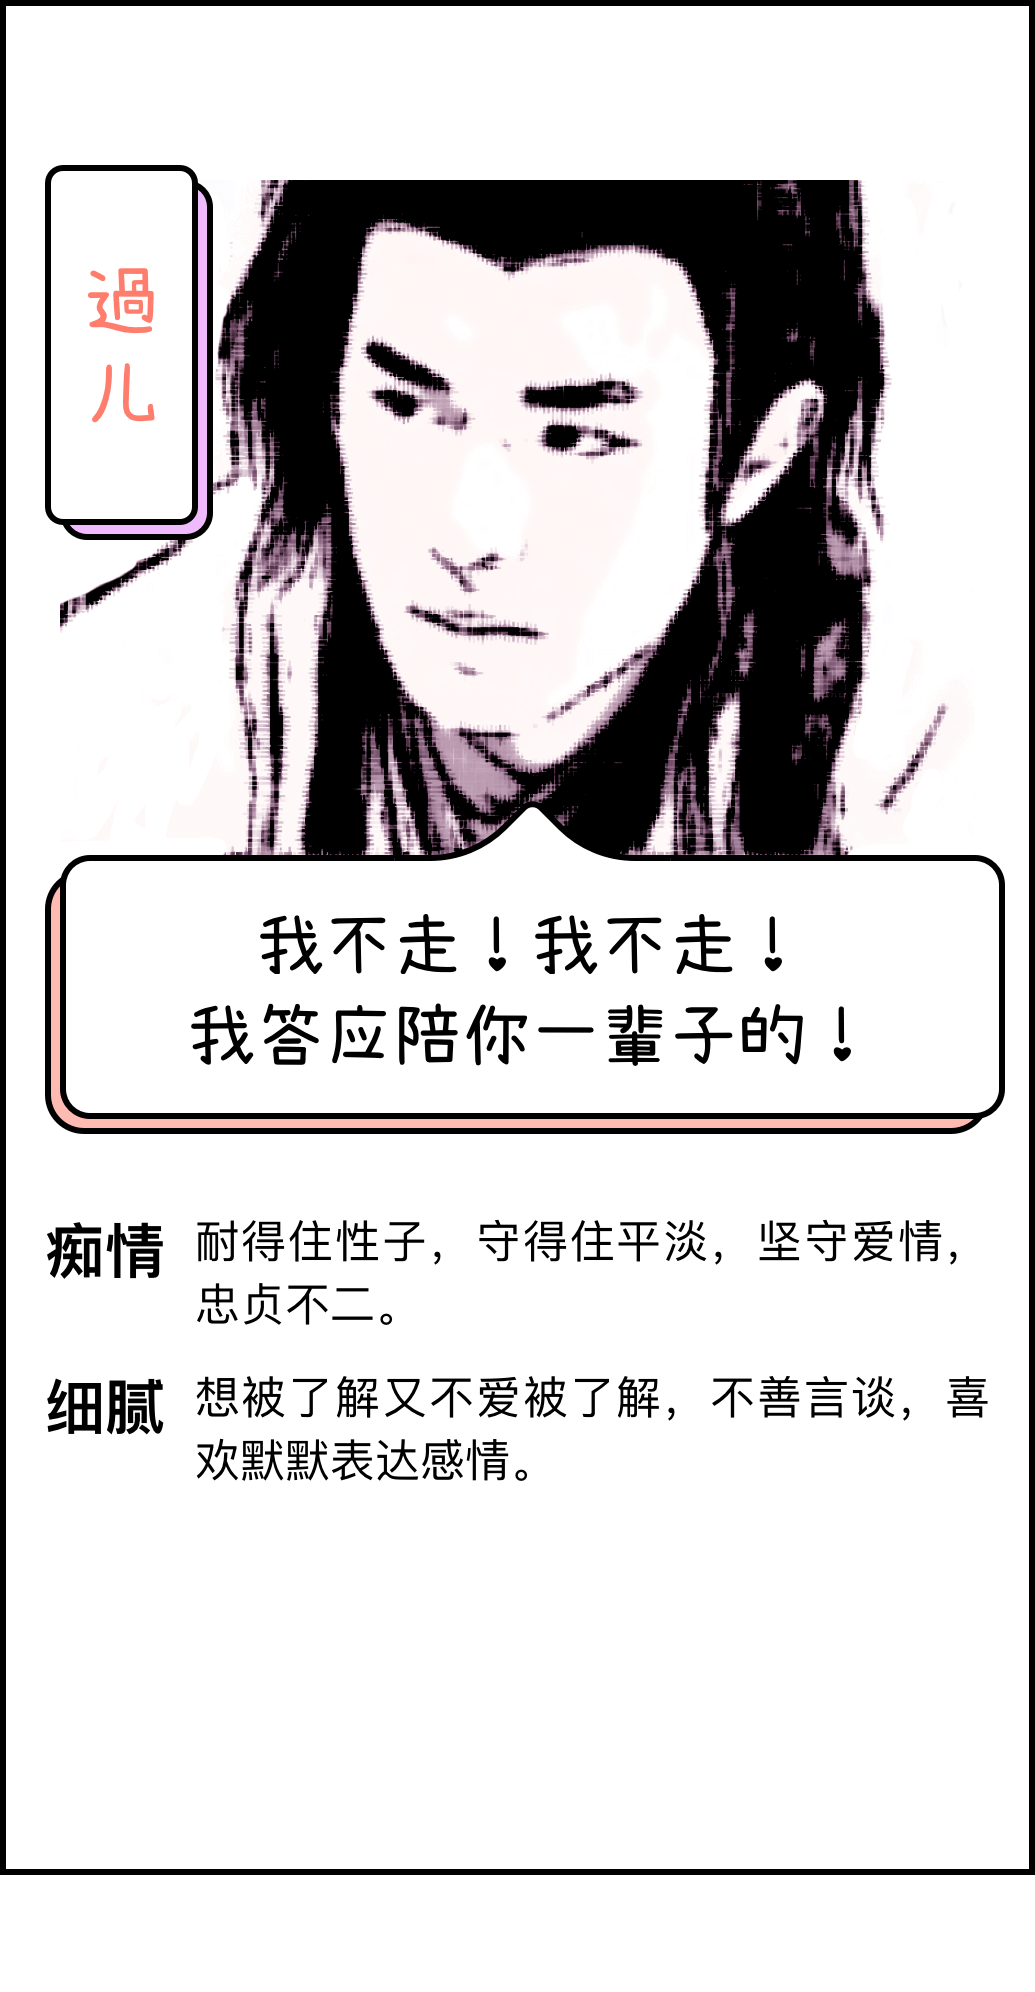 過儿
我不走！我不走！
我答应陪你一輩子的！
痴情
耐得住性子，守得住平淡，坚守爱情，
忠贞不二。
细腻
想被了解又不爱被了解，不善言谈，喜
欢默默表达感情。